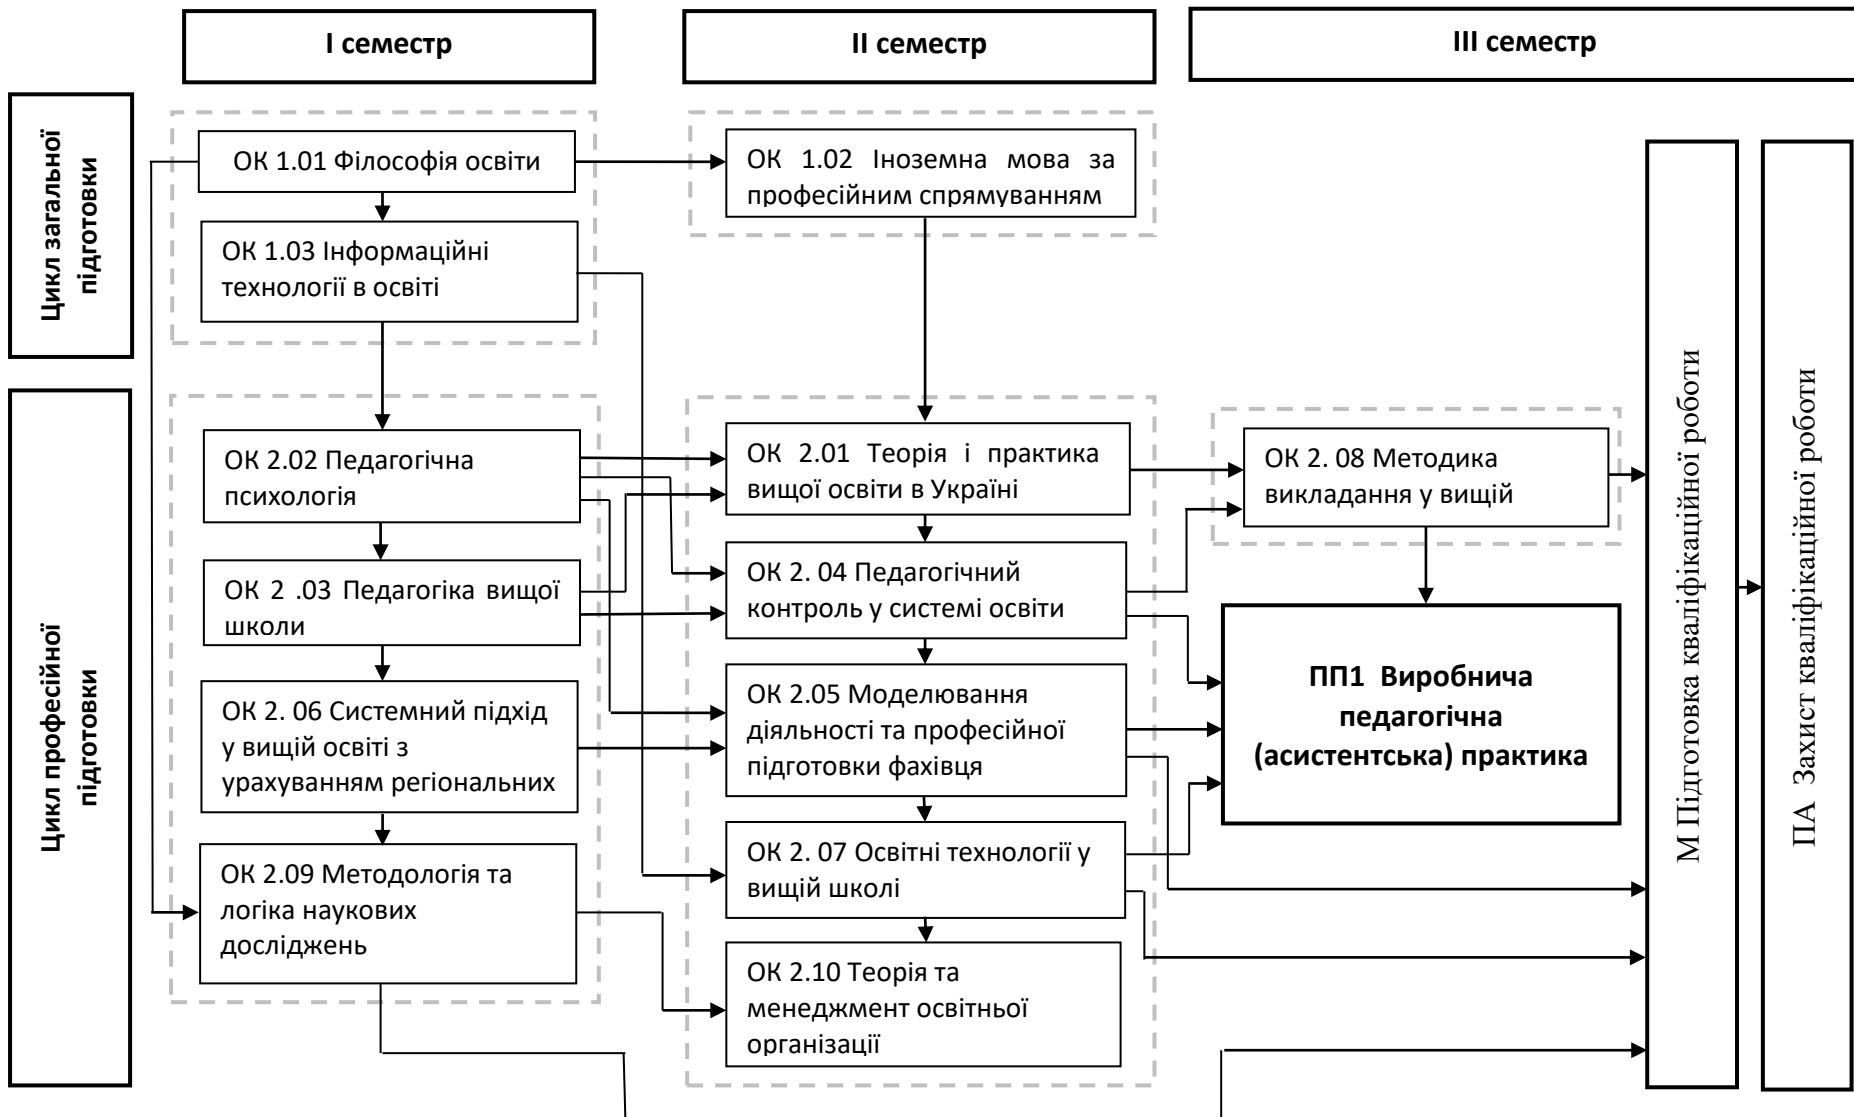 І семестр
ІІ семестр
ІІІ семестр
Цикл загальної
підготовки
ОК 1.01 Філософія освіти
ОК 1.02 Іноземна мова за
професійним спрямуванням
ОК 1.03 Інформаційні
технології в освіті
Цикл професійної
підготовки
ОК 2.02 Педагогічна
психологія
ОК 2 .03 Педагогіка вищої
школи
ОК 2. 06 Системний підхід
у вищій освіті з
урахуванням регіональних
ОК 2.09 Методологія та
логіка наукових
досліджень
ОК 2.01 Теорія і практика
вищої освіти в Україні
ОК 2. 04 Педагогічний
контроль у системі освіти
ОК 2.05 Моделювання
діяльності та професійної
підготовки фахівця
ОК 2. 07 Освітні технології у
вищій школі
ОК 2.10 Теорія та
менеджмент освітньої
організації
ОК 2. 08 Методика
викладання у вищій
ПП1 Виробнича
педагогічна
(асистентська) практика
М Підготовка кваліфікаційної роботи
ПА Захист кваліфікаційної роботи